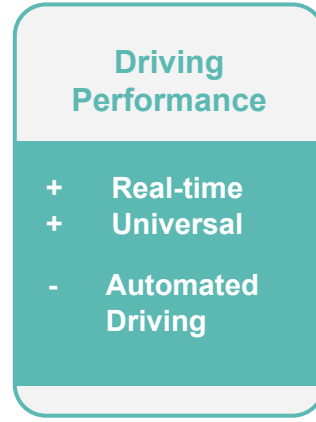 Driving
Performance
+ Real-time
+ Universal
- Automated
Driving